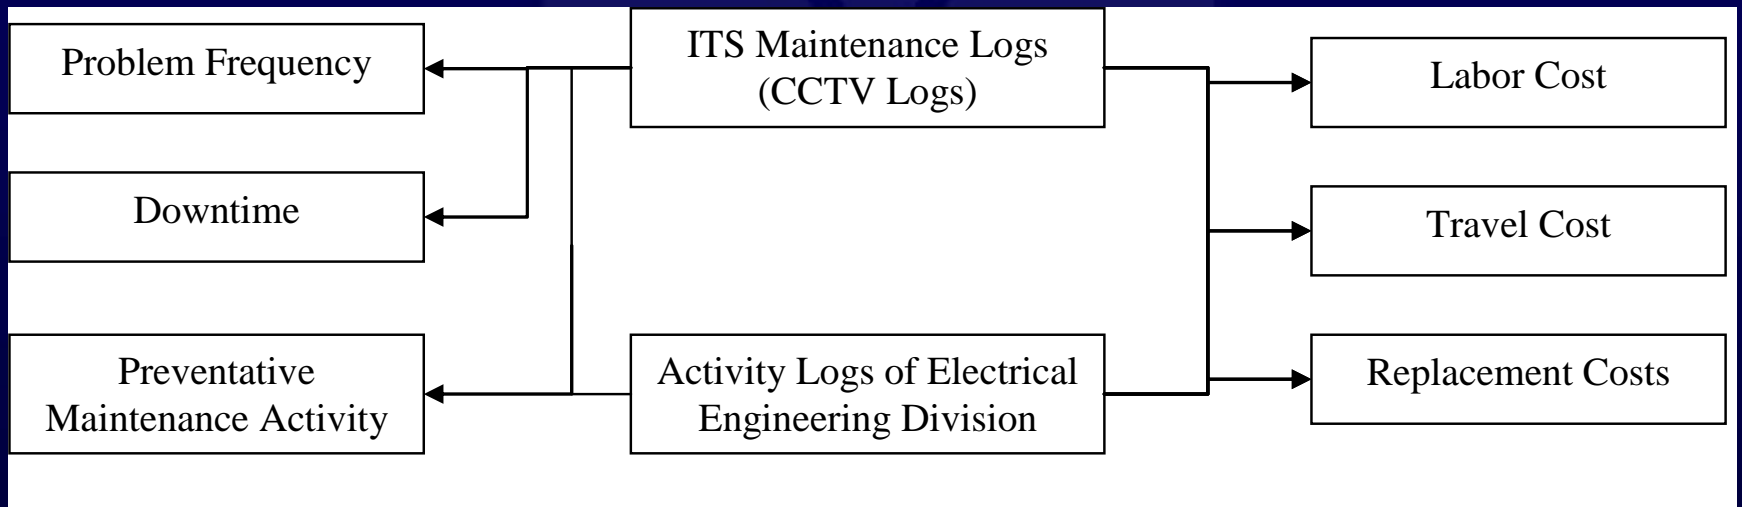 Problem Frequency
ITS Maintenance Logs
(CCTV Logs)
Labor Cost
Downtime
Travel Cost
Preventative
Maintenance Activity
Activity Logs of Electrical
Engineering Division
Replacement Costs